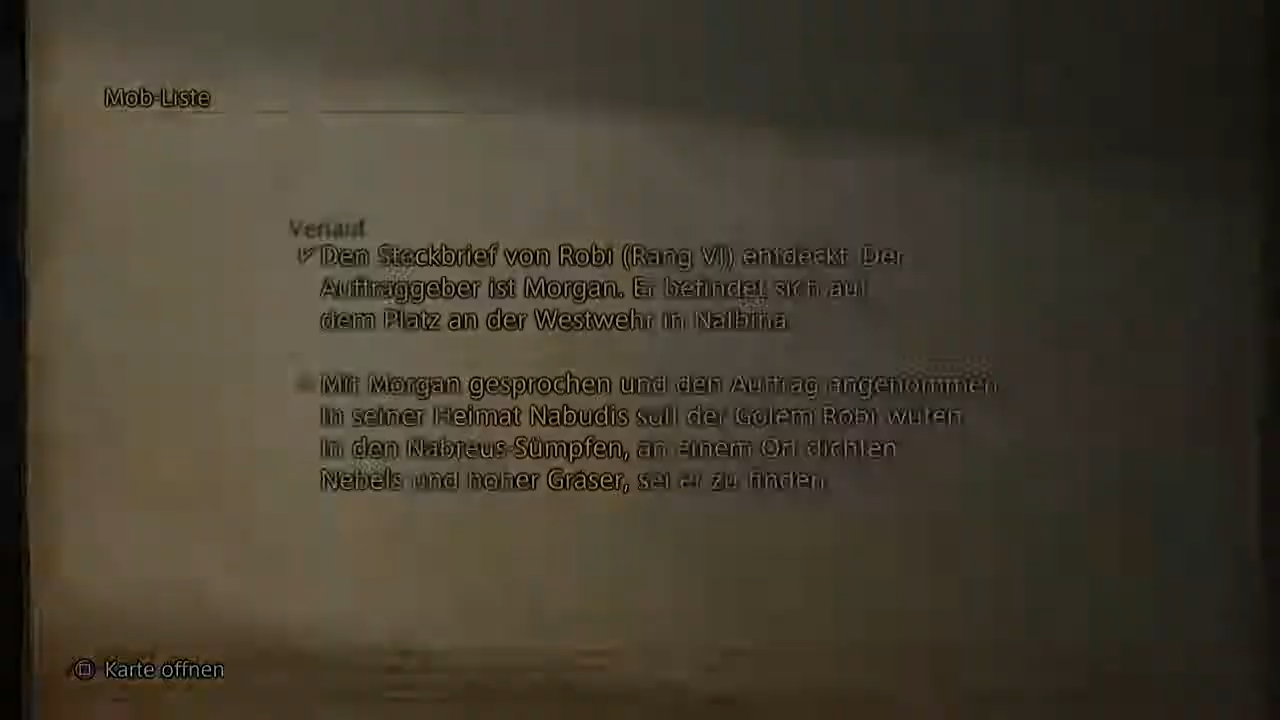 Mob-Liste
Verlauf
Den Steckbrief von Robi (Rang VI) entdeckt. Der
Auftraggeber ist Morgan. Er befindet sich auf
dem Platz an der Westwehr in Nalbina.
Mit Morgan gesprochen und den Auftrag angenommen.
In seiner Heimat Nabudis soll der Golem Robi wüten.
In den Nabreus-Sümpfen, an einem Ort dichten
Nebels und hoher Gräser, sei er zu finden.
Karte öffnen